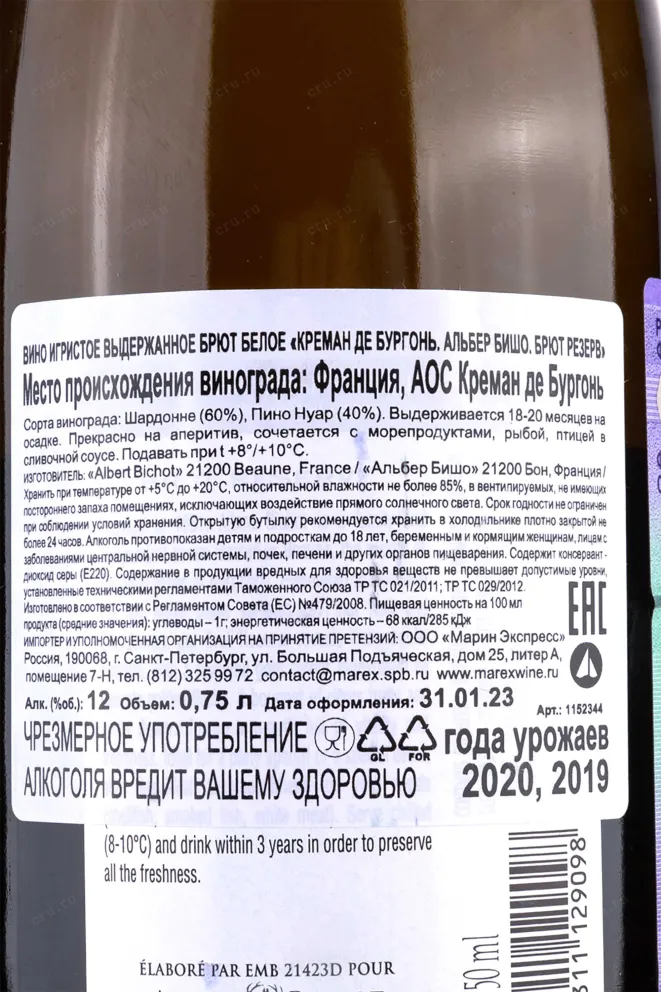 ВИНО ИГРИСТОЕ ВЫДЕРЖАННОЕ БРЮТ БЕЛОЕ «КРЕМАН ДЕ БУРГОНЬ. АЛЬБЕР БИШО. БРЮТ РЕЗЕРВ»
Место происхождения винограда: Франция, АОС Креман де Бургонь
Сорта винограда: Шардонне (60%), Пино Нуар (40%). Выдерживается 18-20 месяцев на
осадке. Прекрасно на аперитив, сочетается с морепродуктами, рыбой, птицей в
сливочной соусе. Подавать при t +8°/+10°C.
изготовитель: «Albert Bichot» 21200 Beaune, France / «Альбер Бишо» 21200 Бон, Франция /
Хранить при температуре от +5°С до +20°С, относительной влажности не более 85%, в вентилируемых, не имеющих
постороннего запаха помещениях, исключающих воздействие прямого солнечного света. Срок годности не ограничен
при соблюдении условий хранения. Открытую бутылку рекомендуется хранить в холодильнике плотно закрытой не
более 24 часов. Алкоголь противопоказан детям и подросткам до 18 лет, беременным и кормящим женщинам, лицам с
заболеваниями центральной нервной системы, почек, печени и других органов пищеварения. Содержит консервант-
диоксид серы (Е220). Содержание в продукции вредных для здоровья веществ не превышает допустимые уровни,
установленные техническими регламентами Таможенного Союза ТР ТС 021/2011; ТР ТС 029/2012.
Изготовлено в соответствии с Регламентом Совета (ЕС) №479/2008. Пищевая ценность на 100 мл
продукта (средние значения): углеводы – 1г; энергетическая ценность – 68 ккал/285 кДж
ИМПОРТЕР И УПОЛНОМОЧЕННАЯ ОРГАНИЗАЦИЯ НА ПРИНЯТИЕ ПРЕТЕНЗИЙ: ООО «Марин Экспресс»
Россия, 190068, г. Санкт-Петербург, ул. Большая Подъяческая, дом 25, литер А,
помещение 7-Н, тел. (812) 325 99 72 contact@marex.spb.ru www.marexwine.ru
EAC
Алк. (%об.): 12 Объем: 0,75 л Дата оформления: 31.01.23 Арт.: 1152344
ЧРЕЗМЕРНОЕ УПОТРЕБЛЕНИЕ
АЛКОГОЛЯ ВРЕДИТ ВАШЕМУ ЗДОРОВЬЮ
GL FOR
года урожаев
2020, 2019
(8-10°C) and drink within 3 years in order to preserve
all the freshness.
ÉLABORÉ PAR EMB 21423D POUR
50 ml
311129098
cru.ru